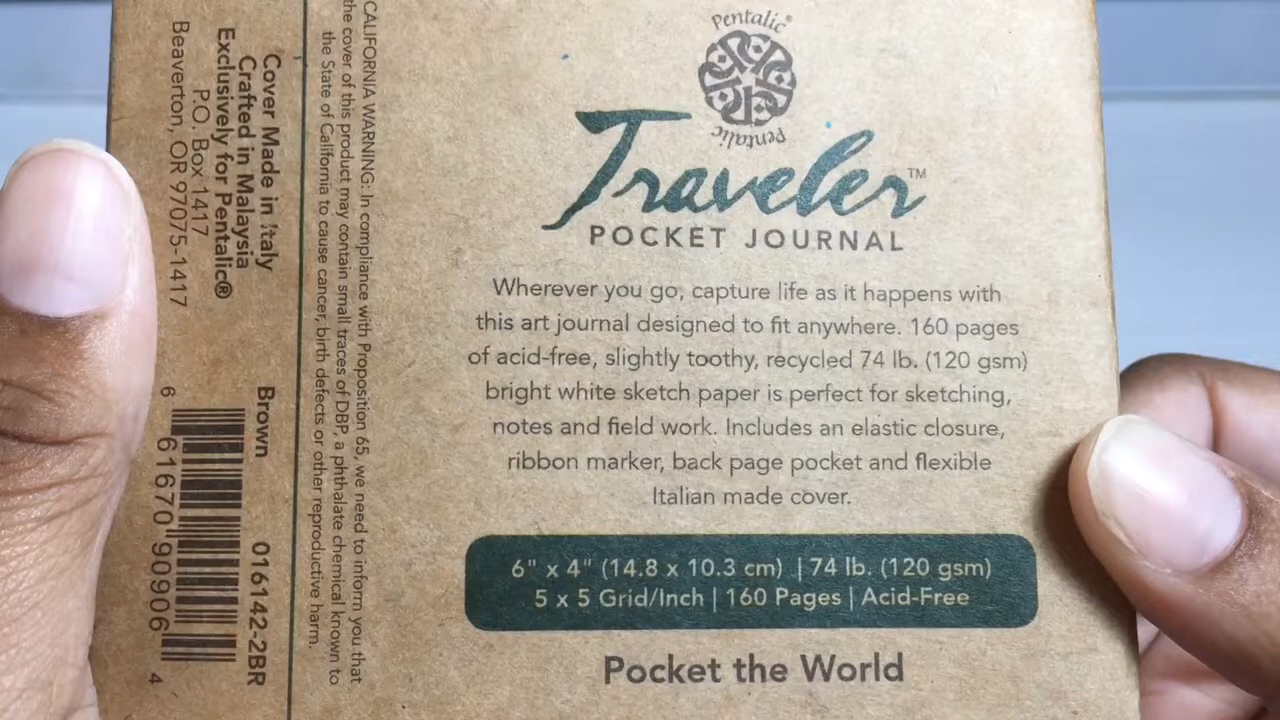 Pentalic®
Pentalic
Traveler™
POCKET JOURNAL
Wherever you go, capture life as it happens with
this art journal designed to fit anywhere. 160 pages
of acid-free, slightly toothy, recycled 74 lb. (120 gsm)
bright white sketch paper is perfect for sketching,
notes and field work. Includes an elastic closure,
ribbon marker, back page pocket and flexible
Italian made cover.
6" x 4" (14.8 x 10.3 cm) | 74 lb. (120 gsm)
5 x 5 Grid/Inch | 160 Pages | Acid-Free
Pocket the World
CALIFORNIA WARNING: In compliance with Proposition 65, we need to inform you that
the cover of this product may contain small traces of DBP, a phthalate chemical known to
the State of California to cause cancer, birth defects or other reproductive harm.
Cover Made in Italy
Crafted in Malaysia
Exclusively for Pentalic®
P.O. Box 1417
Beaverton, OR 97075-1417
Brown 016142-2BR
6 61670 90906 4